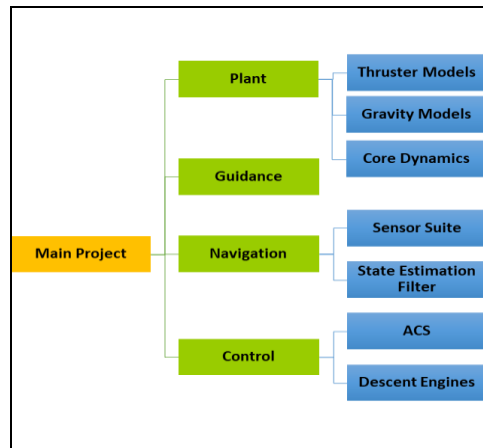 Main Project
Plant
Thruster Models
Gravity Models
Core Dynamics
Guidance
Navigation
Sensor Suite
State Estimation
Filter
Control
ACS
Descent Engines